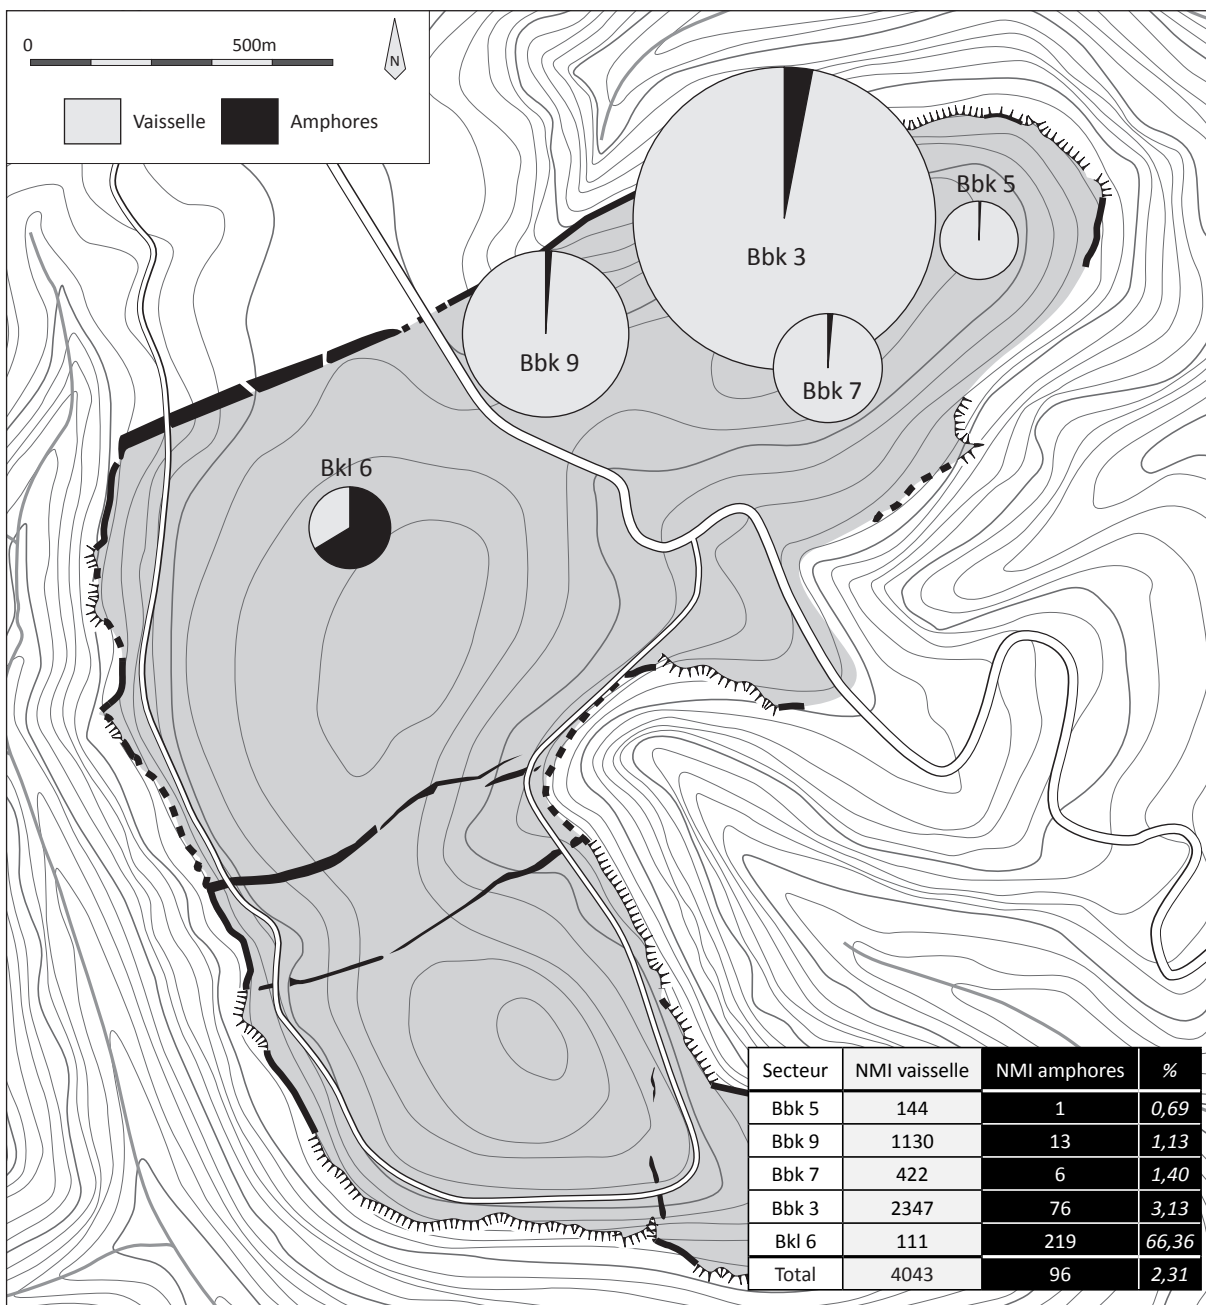 0 500m
N
Vaisselle Amphores
Bbk 5
Bbk 3
Bbk 9
Bbk 7
Bkl 6
Secteur NMI vaisselle NMI amphores %
Bbk 5 144 1 0,69
Bbk 9 1130 13 1,13
Bbk 7 422 6 1,40
Bbk 3 2347 76 3,13
Bkl 6 111 219 66,36
Total 4043 96 2,31